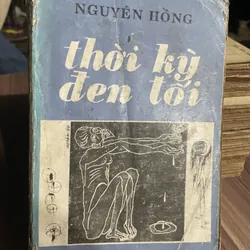 NGUYÊN HỒNG
thời kỳ
đen tối